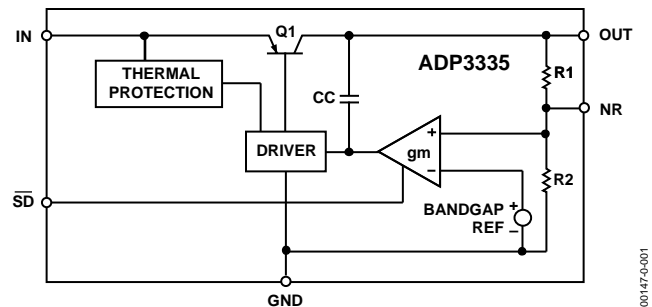 IN
Q1
OUT
THERMAL
PROTECTION
ADP3335
R1
CC
NR
DRIVER
+
gm
−
R2
SD
BANDGAP
REF
+
−
GND
00147-0-001